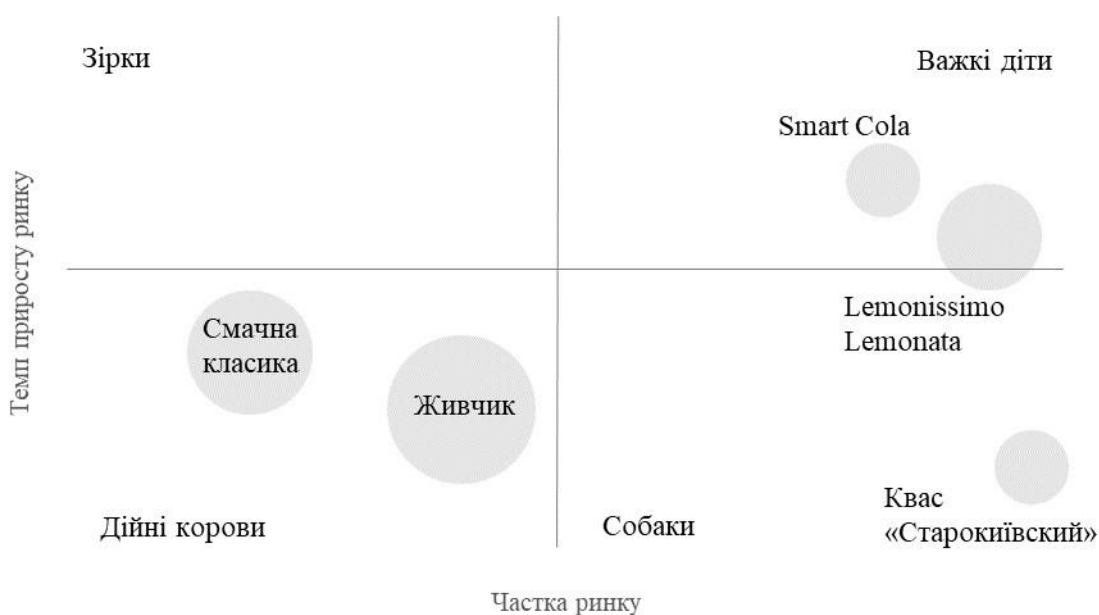 Зірки
Важкі діти
Smart Cola
Lemonissimo
Lemonata
Смачна
класика
Живчик
Квас
«Старокиївский»
Дійні корови
Собаки
Темп приросту ринку
Частка ринку